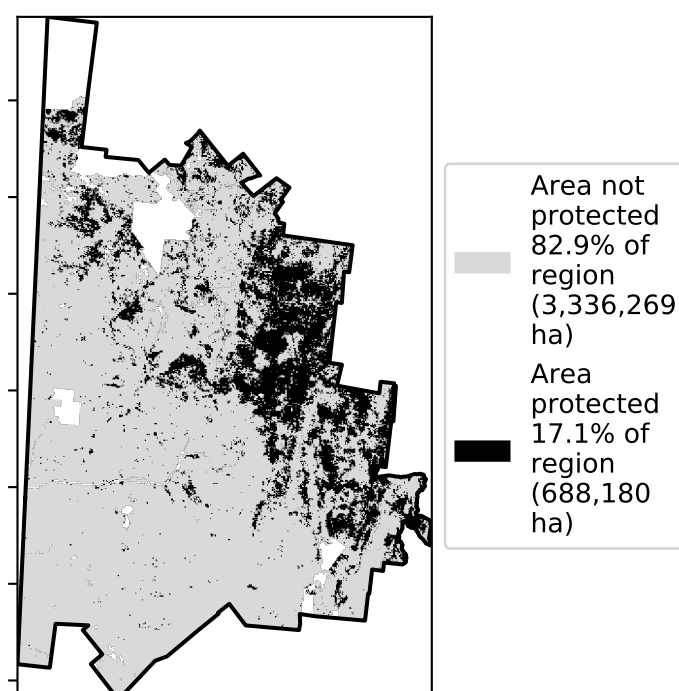 Area not
protected
82.9% of
region
(3,336,269
ha)
Area
protected
17.1% of
region
(688,180
ha)